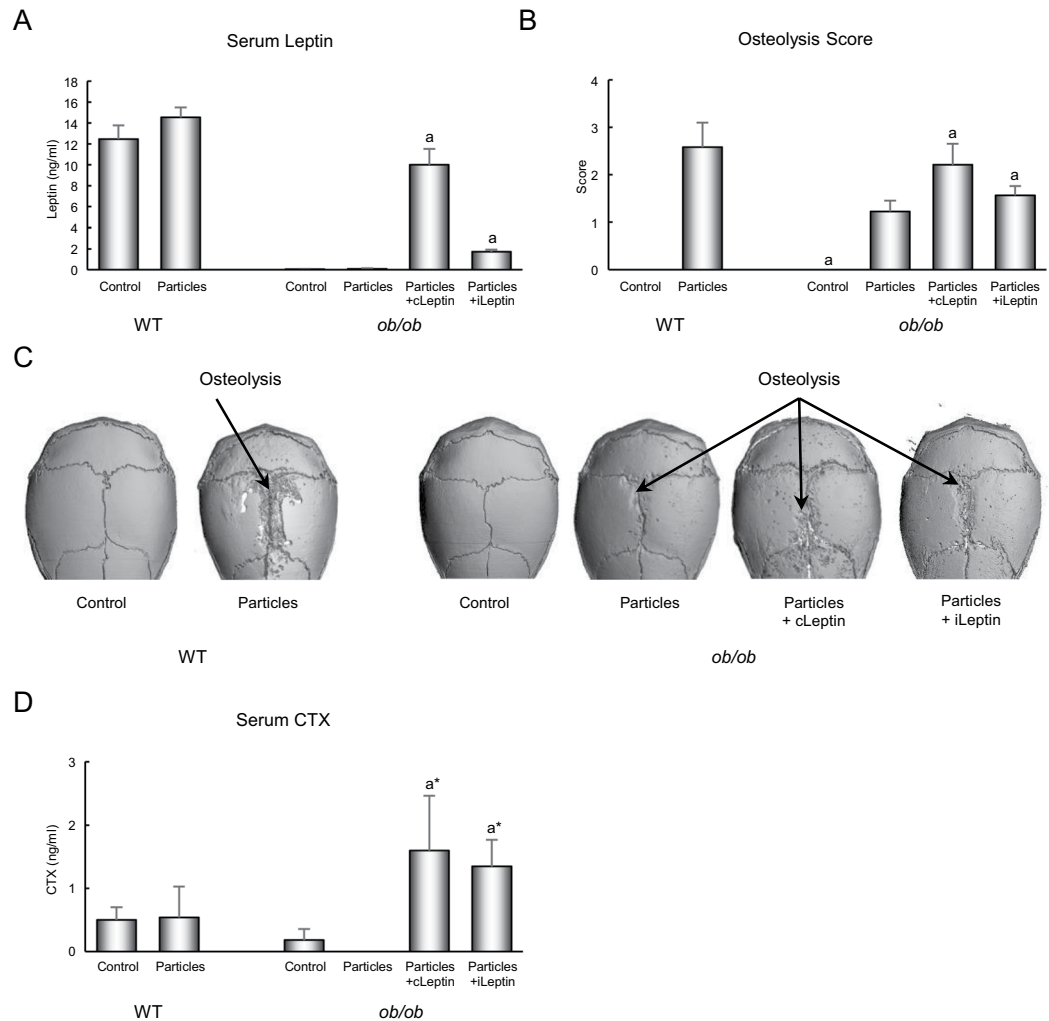 A
Serum Leptin
Leptin (ng/ml)
18
16
14
12
10
8
6
4
2
0
a
a
Control
Particles
Control
Particles
Particles
+cLeptin
Particles
+iLeptin
WT
ob/ob
B
Osteolysis Score
Score
4
3
2
1
0
a
a
a
Control
Particles
Control
Particles
Particles
+cLeptin
Particles
+iLeptin
WT
ob/ob
C
Osteolysis
Osteolysis
Control
Particles
Control
Particles
Particles
+ cLeptin
Particles
+ iLeptin
WT
ob/ob
D
Serum CTX
CTX (ng/ml)
3
2
1
0
a*
a*
Control
Particles
Control
Particles
Particles
+cLeptin
Particles
+iLeptin
WT
ob/ob